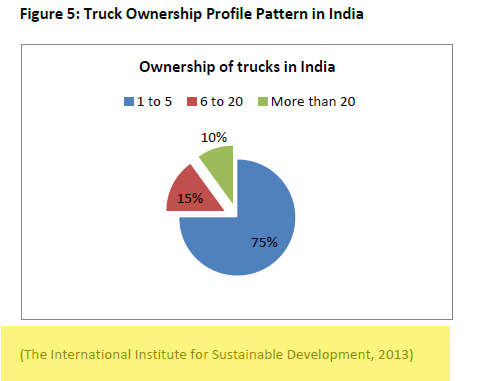 Figure 5: Truck Ownership Profile Pattern in India
Ownership of trucks in India
1 to 5 6 to 20 More than 20
10%
15%
75%
(The International Institute for Sustainable Development, 2013)